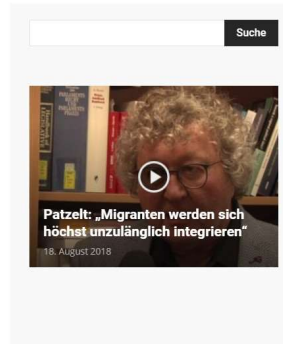 Suche
Patzelt: „Migranten werden sich
höchst unzulänglich integrieren“
18. August 2018